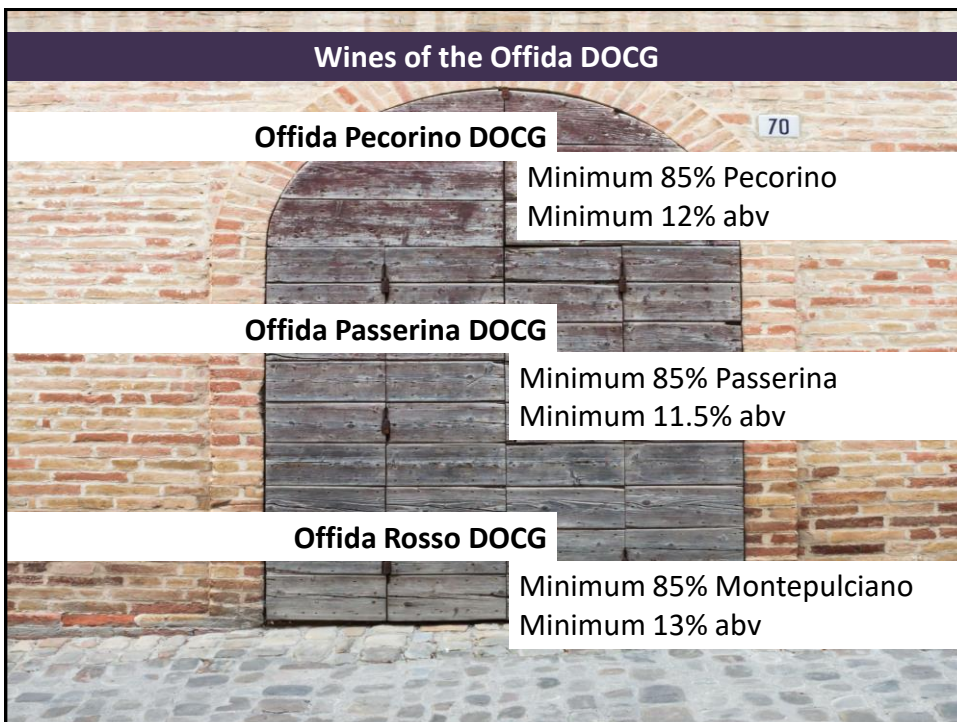 Wines of the Offida DOCG
70
Offida Pecorino DOCG
Minimum 85% Pecorino
Minimum 12% abv
Offida Passerina DOCG
Minimum 85% Passerina
Minimum 11.5% abv
Offida Rosso DOCG
Minimum 85% Montepulciano
Minimum 13% abv